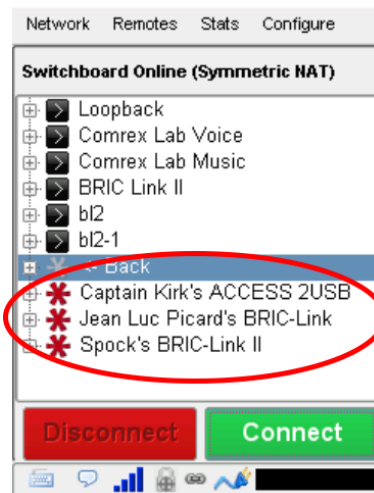 Network Remotes Stats Configure
Switchboard Online (Symmetric NAT)
Loopback
Comrex Lab Voice
Comrex Lab Music
BRIC Link II
bl2
bl2-1
<- Back
Captain Kirk's ACCESS 2USB
Jean Luc Picard's BRIC-Link
Spock's BRIC-Link II
Disconnect Connect